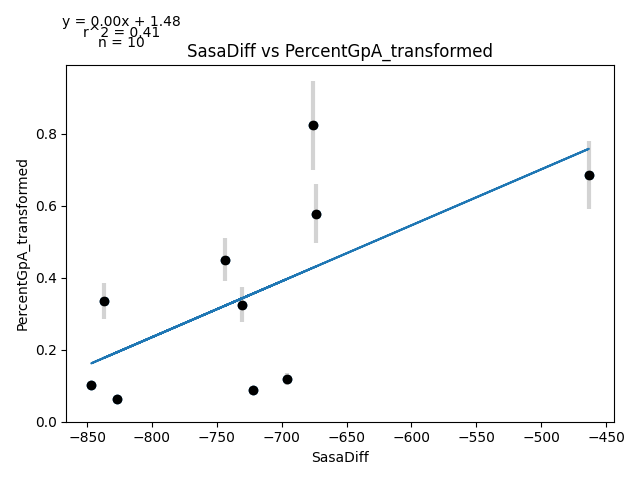 y = 0.00x + 1.48
r^2 = 0.41
n = 10
SasaDiff vs PercentGpA_transformed
PercentGpA_transformed
0.8
0.6
0.4
0.2
0.0
−850 −800 −750 −700 −650 −600 −550 −500 −450
SasaDiff